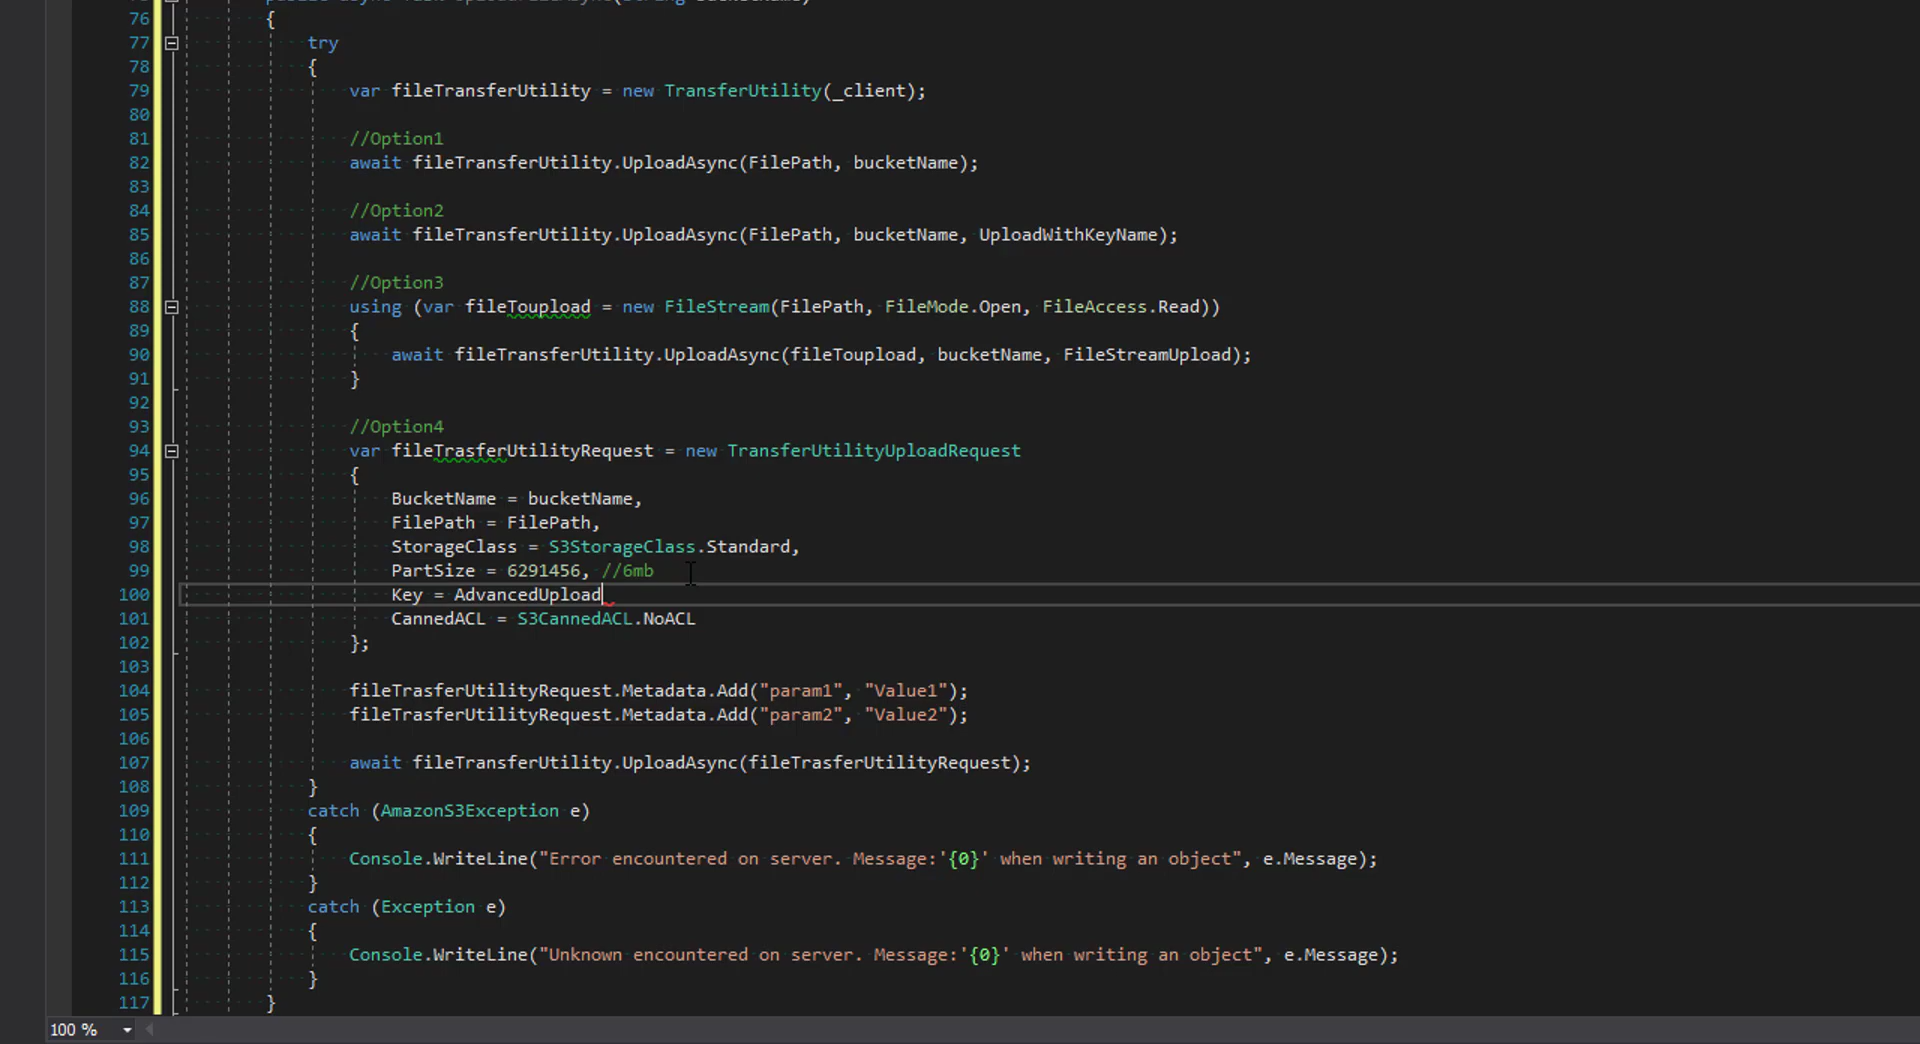 76 {
77 try
78 {
79 var fileTransferUtility = new TransferUtility(_client);
80
81 //Option1
82 await fileTransferUtility.UploadAsync(FilePath, bucketName);
83
84 //Option2
85 await fileTransferUtility.UploadAsync(FilePath, bucketName, UploadWithKeyName);
86
87 //Option3
88 using (var fileToupload = new FileStream(FilePath, FileMode.Open, FileAccess.Read))
89 {
90 await fileTransferUtility.UploadAsync(fileToupload, bucketName, FileStreamUpload);
91 }
92
93 //Option4
94 var fileTrasferUtilityRequest = new TransferUtilityUploadRequest
95 {
96 BucketName = bucketName,
97 FilePath = FilePath,
98 StorageClass = S3StorageClass.Standard,
99 PartSize = 6291456, //6mb
100 Key = AdvancedUpload
101 CannedACL = S3CannedACL.NoACL
102 };
103
104 fileTrasferUtilityRequest.Metadata.Add("param1", "Value1");
105 fileTrasferUtilityRequest.Metadata.Add("param2", "Value2");
106
107 await fileTransferUtility.UploadAsync(fileTrasferUtilityRequest);
108 }
109 catch (AmazonS3Exception e)
110 {
111 Console.WriteLine("Error encountered on server. Message:'{0}' when writing an object", e.Message);
112 }
113 catch (Exception e)
114 {
115 Console.WriteLine("Unknown encountered on server. Message:'{0}' when writing an object", e.Message);
116 }
117 }
100 %